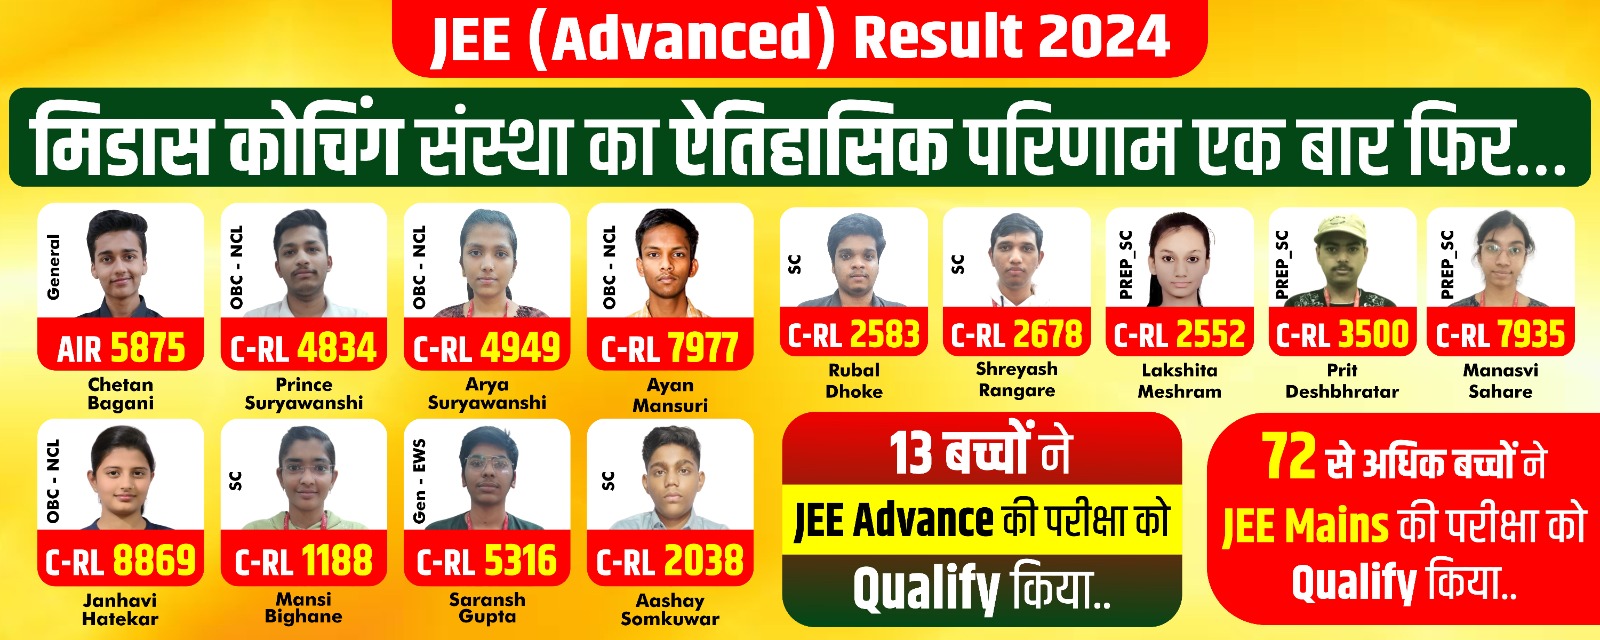 JEE (Advanced) Result 2024
मिडास कोचिंग संस्था का ऐतिहासिक परिणाम एक बार फिर...
General
AIR 5875
Chetan
Bagani
OBC - NCL
C-RL 4834
Prince
Suryawanshi
OBC - NCL
C-RL 4949
Arya
Suryawanshi
OBC - NCL
C-RL 7977
Ayan
Mansuri
SC
C-RL 2583
Rubal
Dhoke
SC
C-RL 2678
Shreyash
Rangare
PREP_SC
C-RL 2552
Lakshita
Meshram
PREP_SC
C-RL 3500
Prit
Deshbhratar
PREP_SC
C-RL 7935
Manasvi
Sahare
OBC - NCL
C-RL 8869
Janhavi
Hatekar
SC
C-RL 1188
Mansi
Bighane
Gen - EWS
C-RL 5316
Saransh
Gupta
SC
C-RL 2038
Aashay
Somkuwar
13 बच्चों ने
JEE Advance की परीक्षा को
Qualify किया..
72 से अधिक बच्चों ने
JEE Mains की परीक्षा को
Qualify किया..